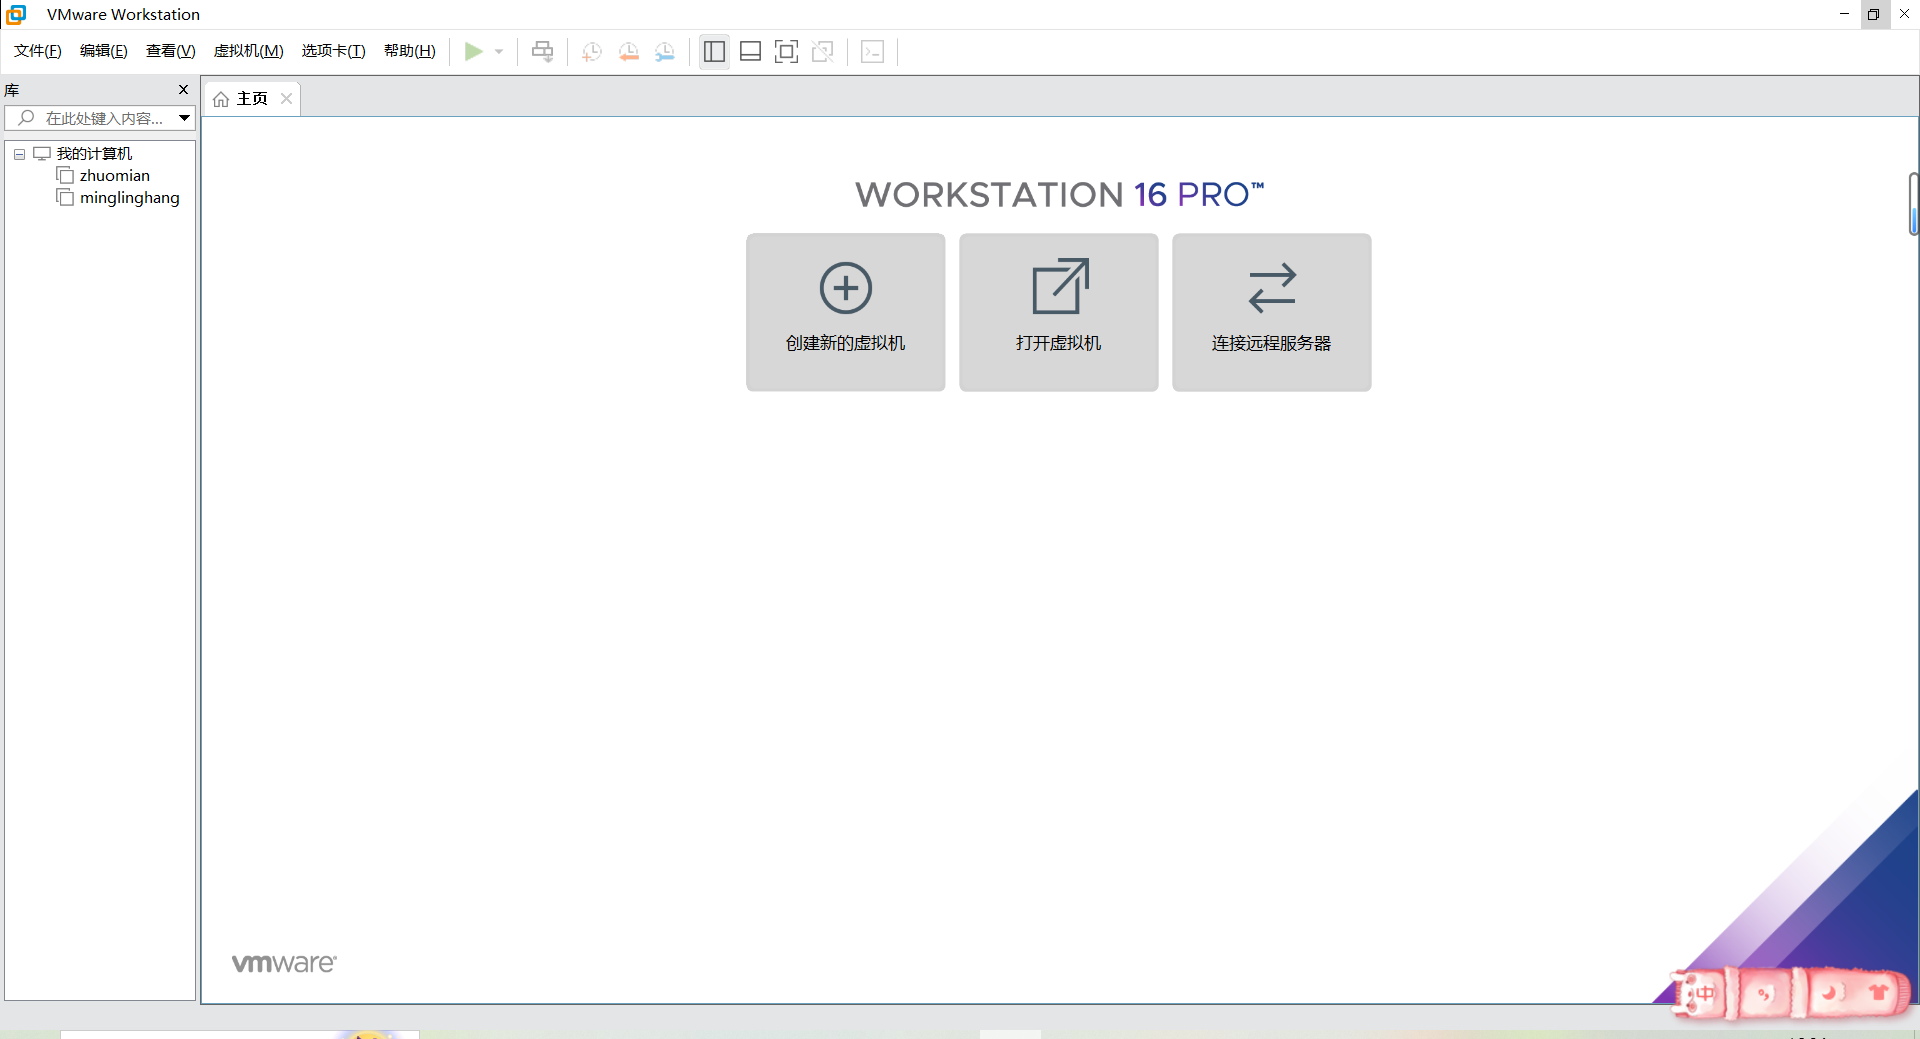 VMware Workstation
文件(F) 编辑(E) 查看(V) 虚拟机(M) 选项卡(T) 帮助(H)
库
在此处键入内容...
我的计算机
zhuomian
minglinghang
主页
WORKSTATION 16 PRO™
创建新的虚拟机
打开虚拟机
连接远程服务器
vmware
中